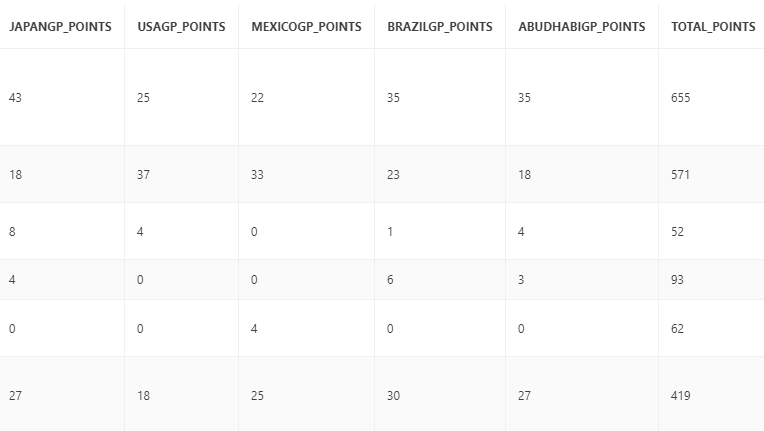 JAPANGP_POINTS USAGP_POINTS MEXICOGP_POINTS BRAZILGP_POINTS ABUDHABIGP_POINTS TOTAL_POINTS
43 25 22 35 35 655
18 37 33 23 18 571
8 4 0 1 4 52
4 0 0 6 3 93
0 0 4 0 0 62
27 18 25 30 27 419